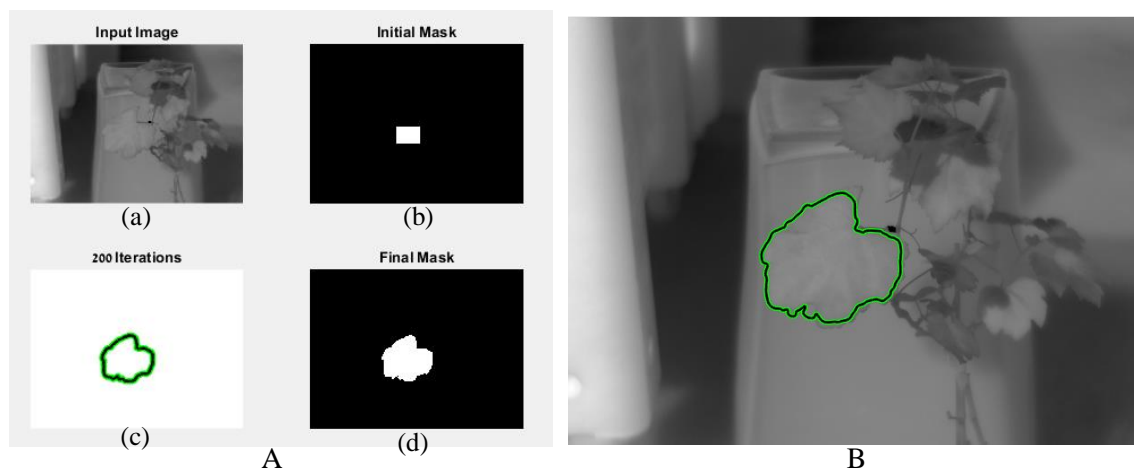 Input Image
Initial Mask
(a)
(b)
200 Iterations
Final Mask
(c)
(d)
A
B